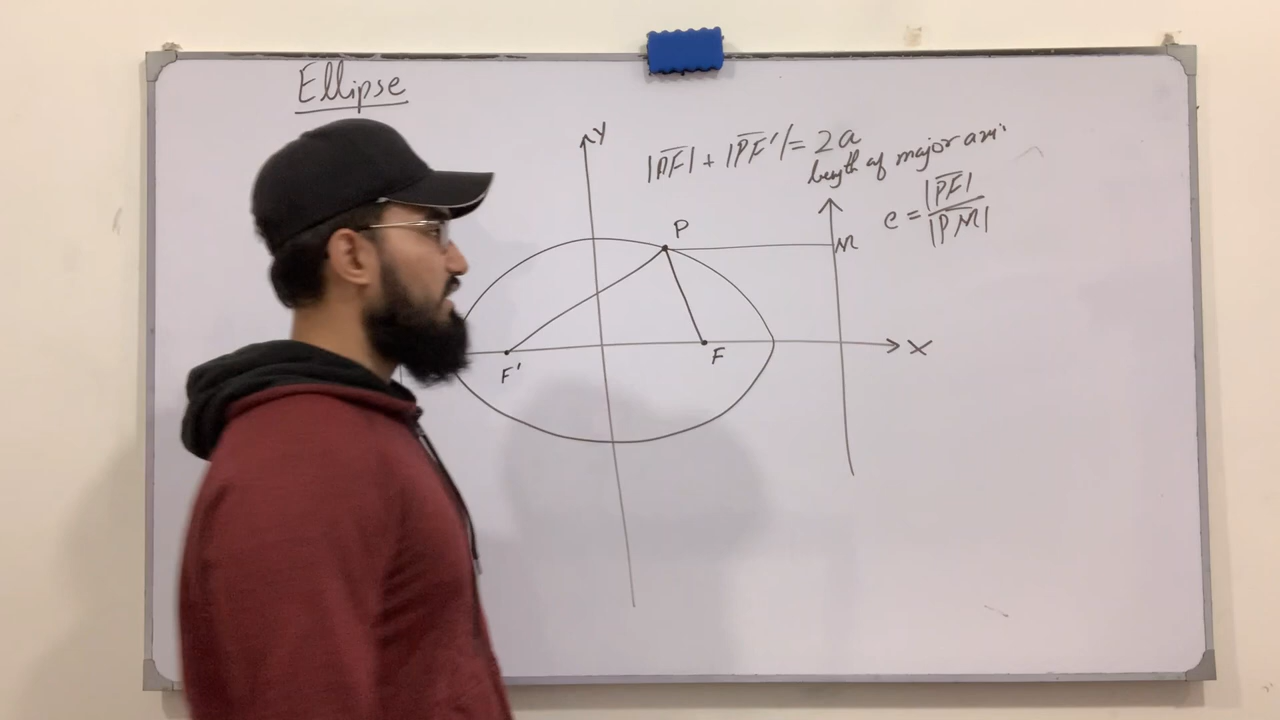 Ellipse
Y
|PF| + |PF'| = 2a
length of major axis
e = |PF| / |PM|
P
M
F'
F
X